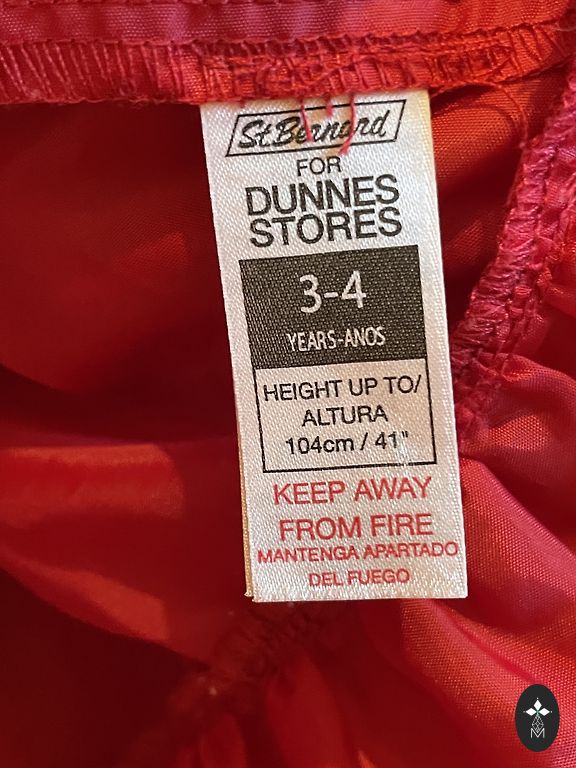 St Bernard
FOR
DUNNES
STORES
3-4
YEARS-ANOS
HEIGHT UP TO/
ALTURA
104cm / 41"
KEEP AWAY
FROM FIRE
MANTENGA APARTADO
DEL FUEGO
M